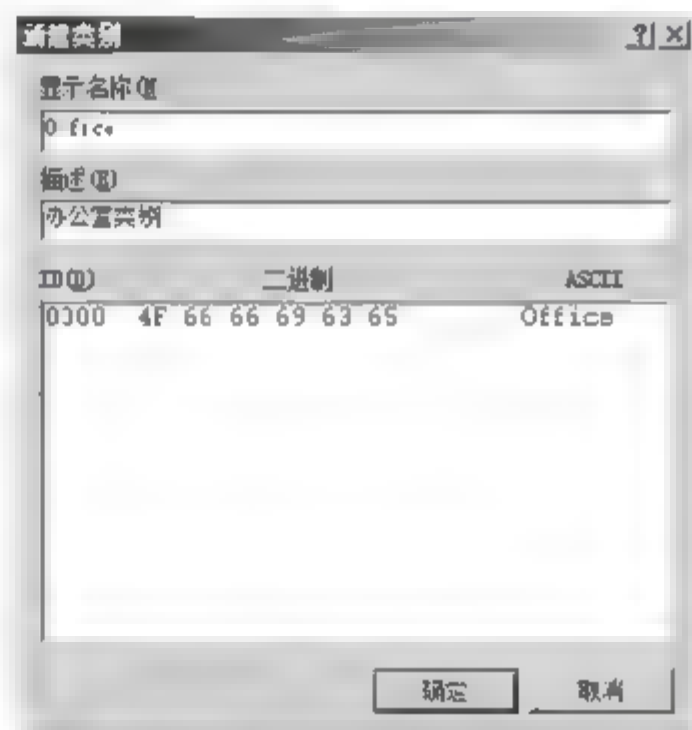 新建类别
显示名称(N)
Office
描述(E)
办公室类别
ID(D) 二进制 ASCII
0000 4F 66 66 69 63 65 Office
确定 取消